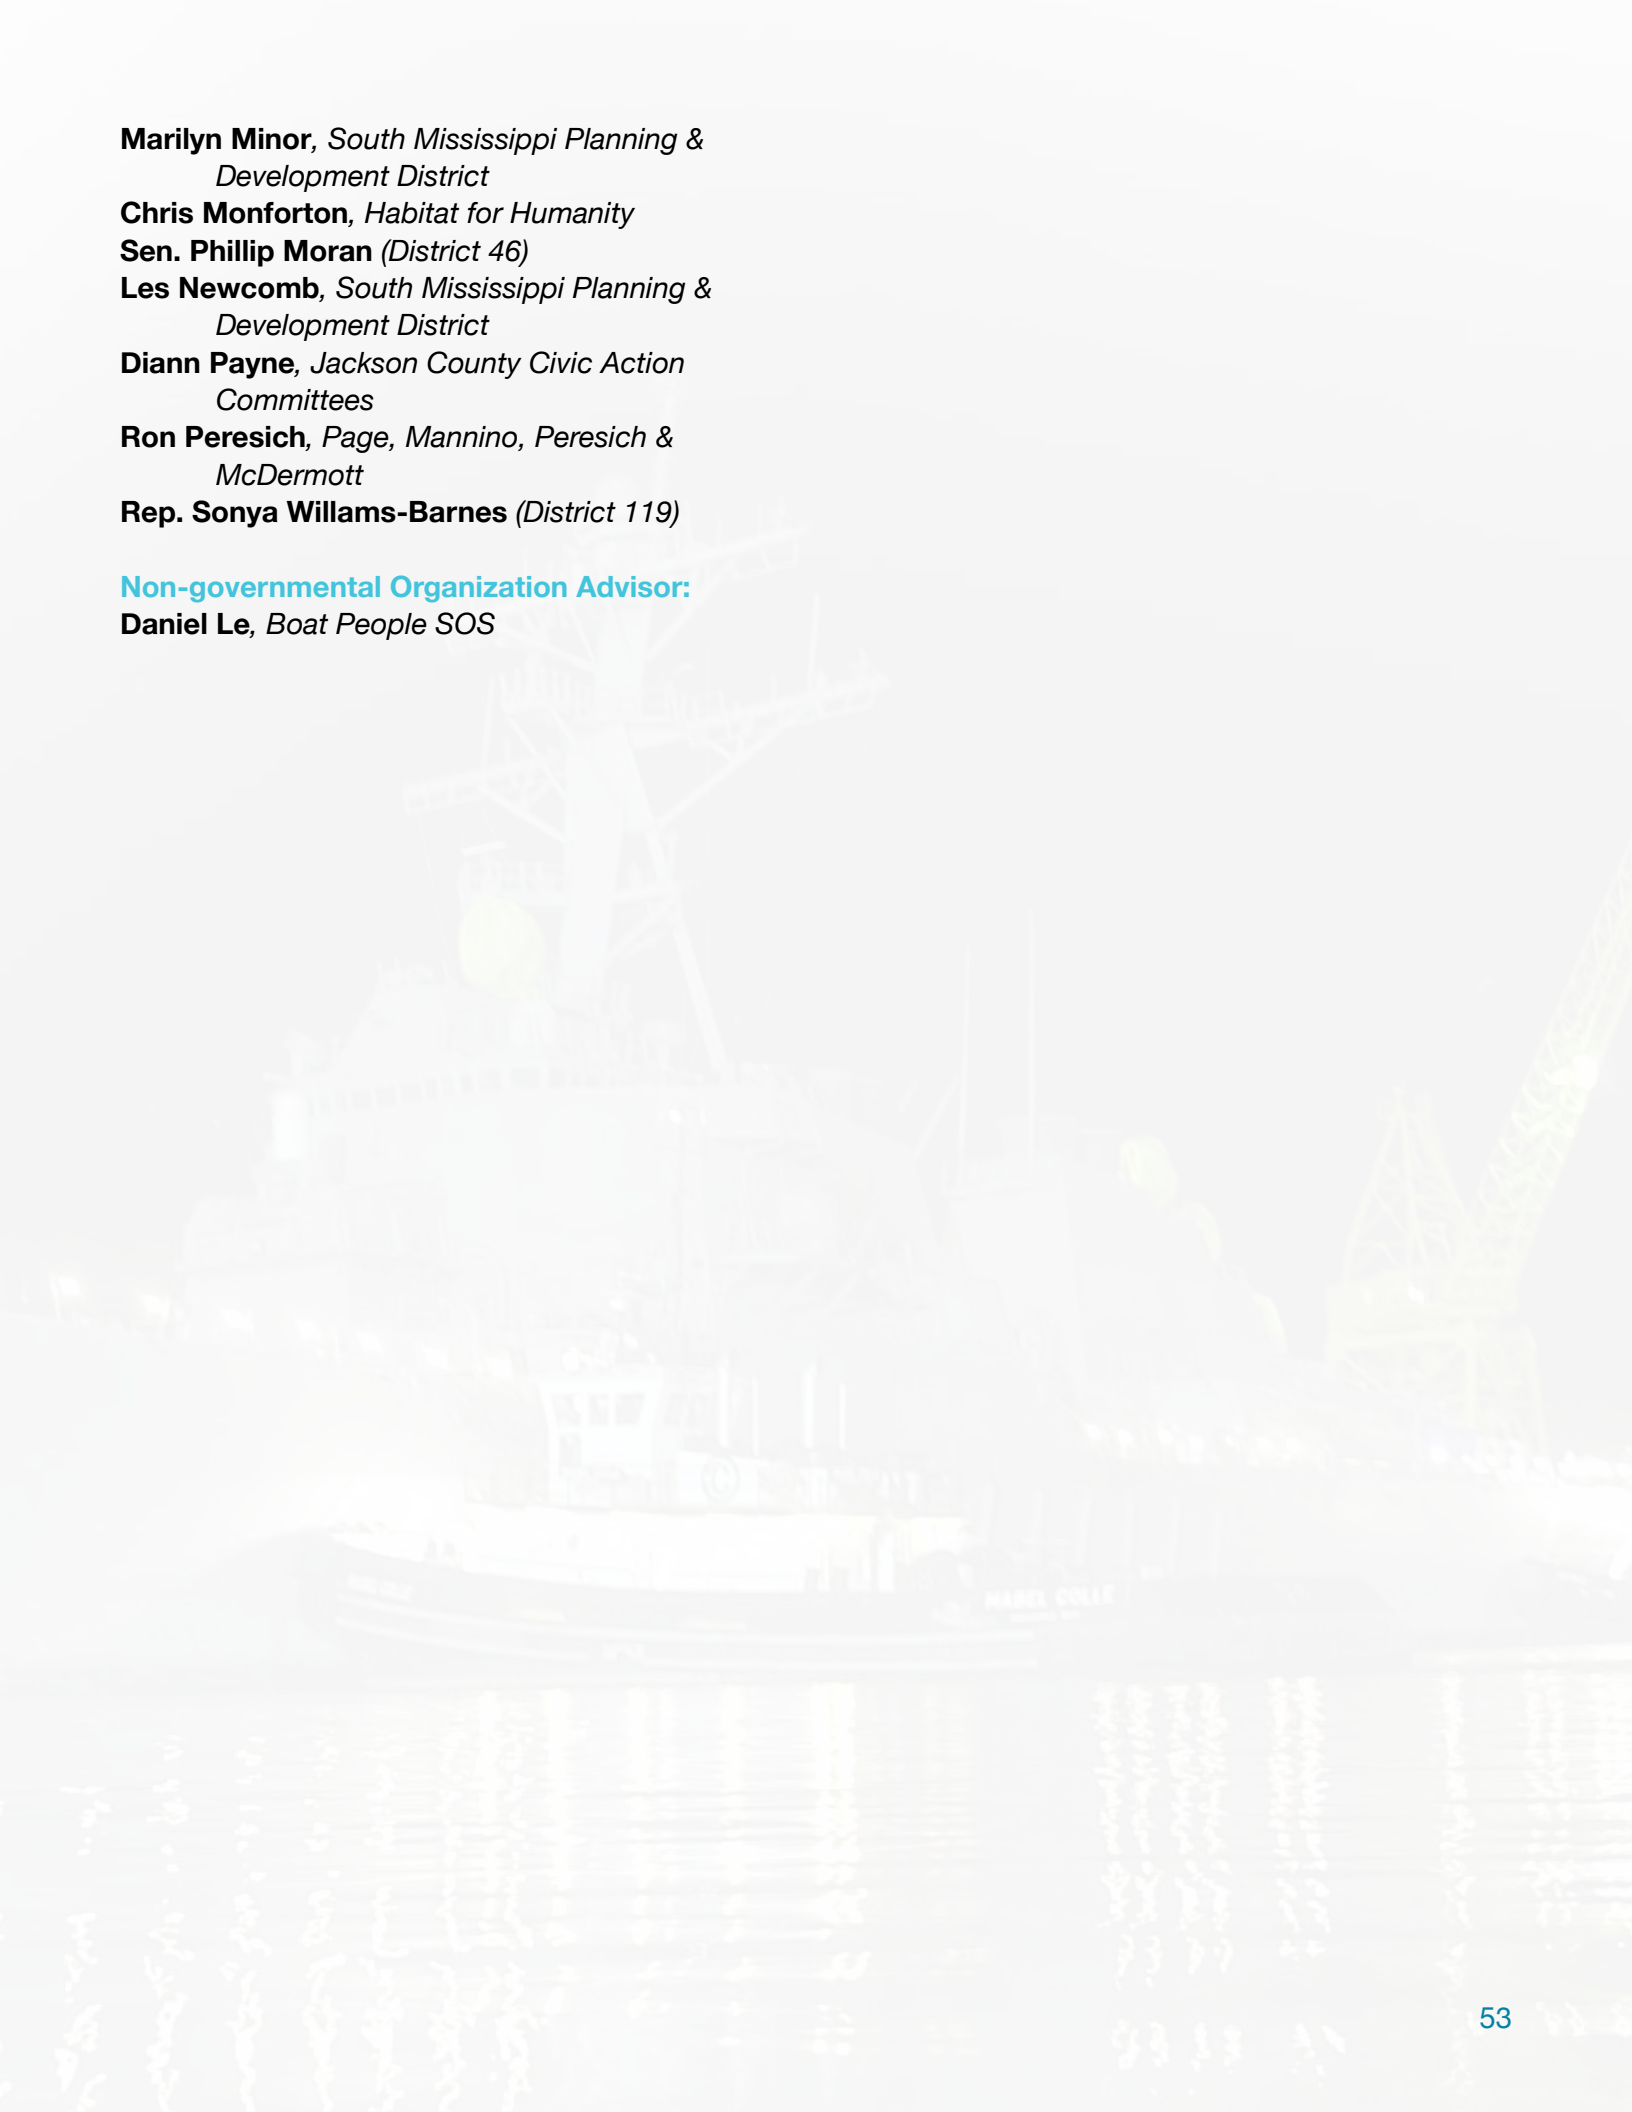 Marilyn Minor, South Mississippi Planning &
Development District
Chris Monforton, Habitat for Humanity
Sen. Phillip Moran (District 46)
Les Newcomb, South Mississippi Planning &
Development District
Diann Payne, Jackson County Civic Action
Committees
Ron Peresich, Page, Mannino, Peresich &
McDermott
Rep. Sonya Willams-Barnes (District 119)
Non-governmental Organization Advisor:
Daniel Le, Boat People SOS
MABEL COLLE
53